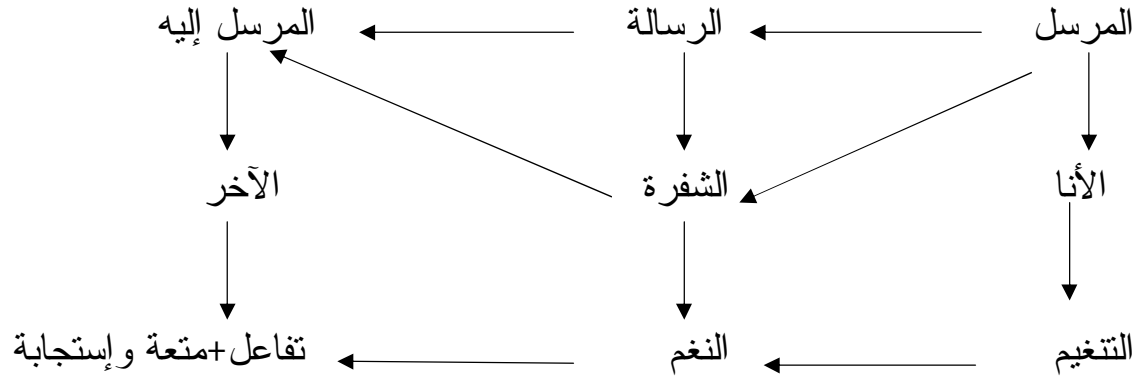 المرسل الرسالة المرسل إليه
الأنا الشفرة الآخر
التنغيم النغم تفاعل+متعة وإستجابة